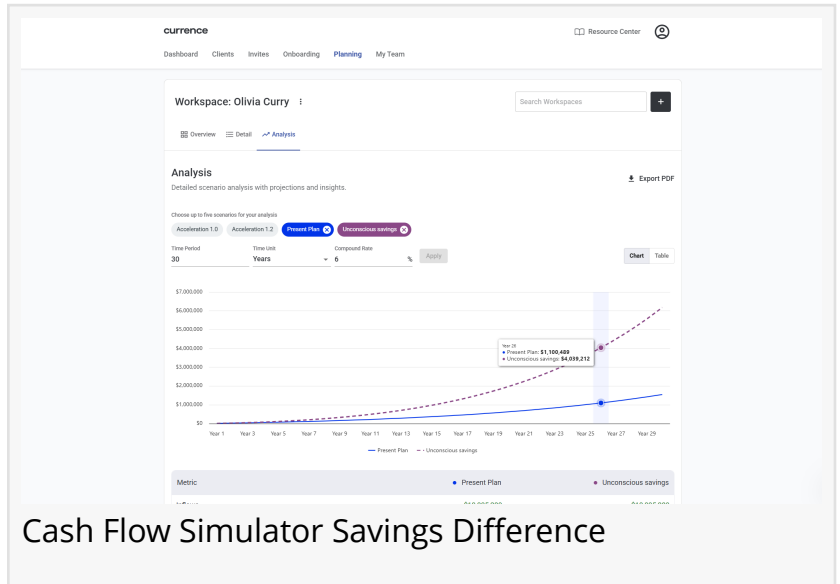 currence
Resource Center
Dashboard Clients Invites Onboarding Planning My Team
Workspace: Olivia Curry
Search Workspaces
+
Overview Detail Analysis
Analysis
Detailed scenario analysis with projections and insights.
Export PDF
Choose up to five scenarios for your analysis
Acceleration 1.0 Acceleration 1.2 Present Plan Unconscious savings
Time Period Time Unit Compound Rate
30 Years 6 % Apply
Chart Table
$7,000,000
$6,000,000
$5,000,000
$4,000,000
$3,000,000
$2,000,000
$1,000,000
$0
Present Plan: $1,100,489
Unconscious savings: $4,039,212
Year 1 Year 3 Year 5 Year 7 Year 9 Year 11 Year 13 Year 15 Year 17 Year 19 Year 21 Year 23 Year 25 Year 27 Year 29
Present Plan Unconscious savings
Metric Present Plan Unconscious savings
Cash Flow Simulator Savings Difference